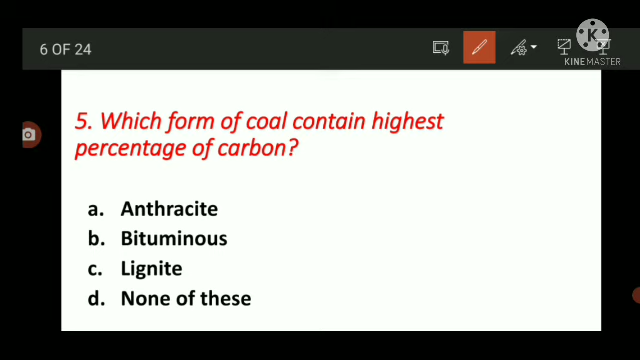 6 OF 24
K
KINEMASTER
5. Which form of coal contain highest
percentage of carbon?
a. Anthracite
b. Bituminous
c. Lignite
d. None of these